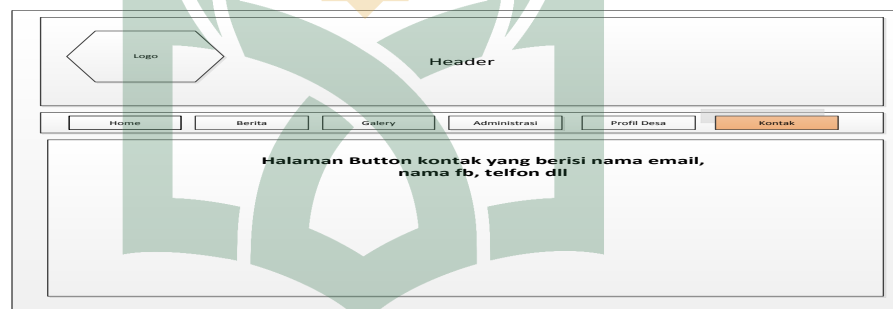 Logo
Header
Home Berita Galery Administrasi Profil Desa Kontak
Halaman Button kontak yang berisi nama email,
nama fb, telfon dll